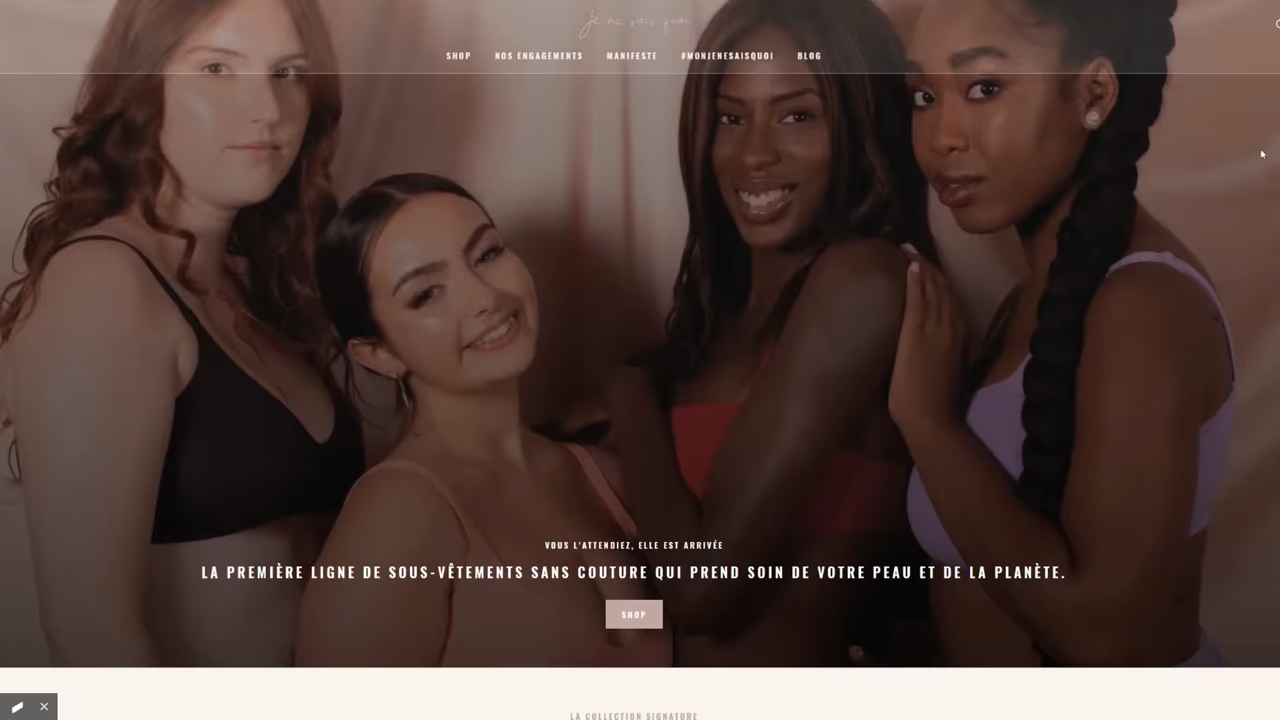 je ne sais quoi
SHOP NOS ENGAGEMENTS MANIFESTE #MONJENESAISQUOI BLOG
VOUS L'ATTENDIEZ, ELLE EST ARRIVÉE
LA PREMIÈRE LIGNE DE SOUS-VÊTEMENTS SANS COUTURE QUI PREND SOIN DE VOTRE PEAU ET DE LA PLANÈTE.
SHOP
LA COLLECTION SIGNATURE